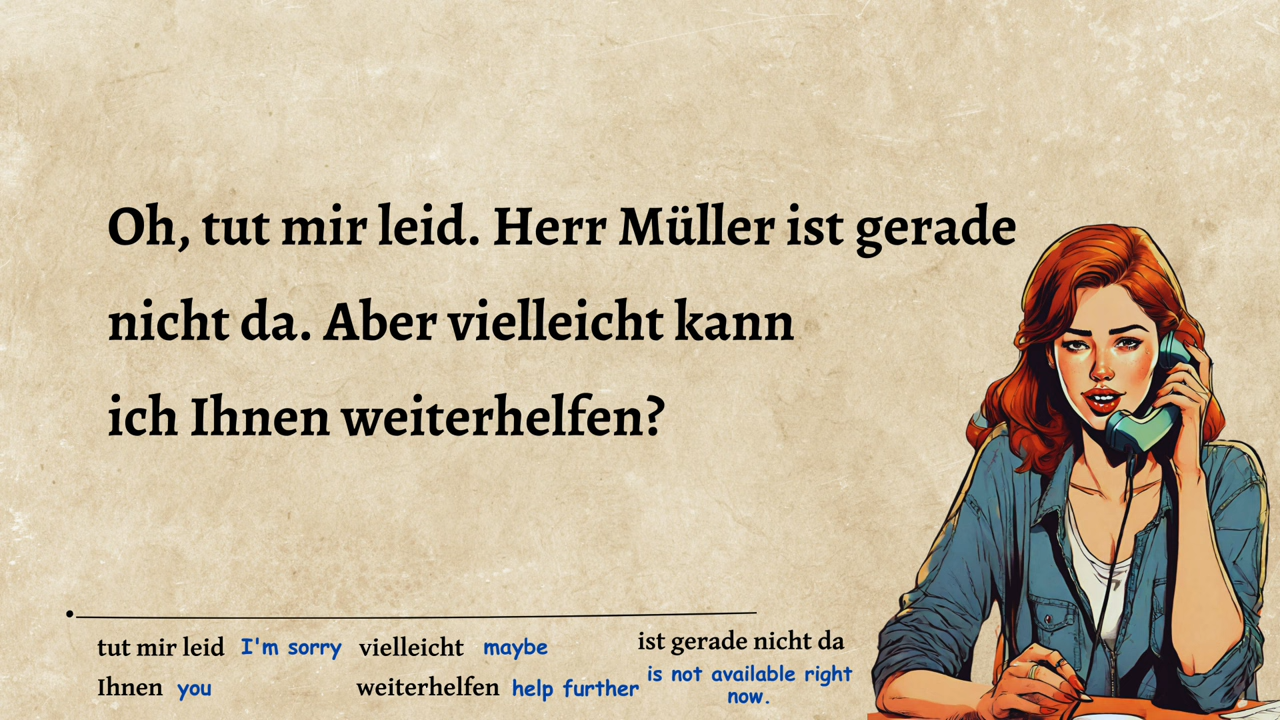 Oh, tut mir leid. Herr Müller ist gerade
nicht da. Aber vielleicht kann
ich Ihnen weiterhelfen?
tut mir leid I'm sorry vielleicht maybe ist gerade nicht da
Ihnen you weiterhelfen help further is not available right
now.